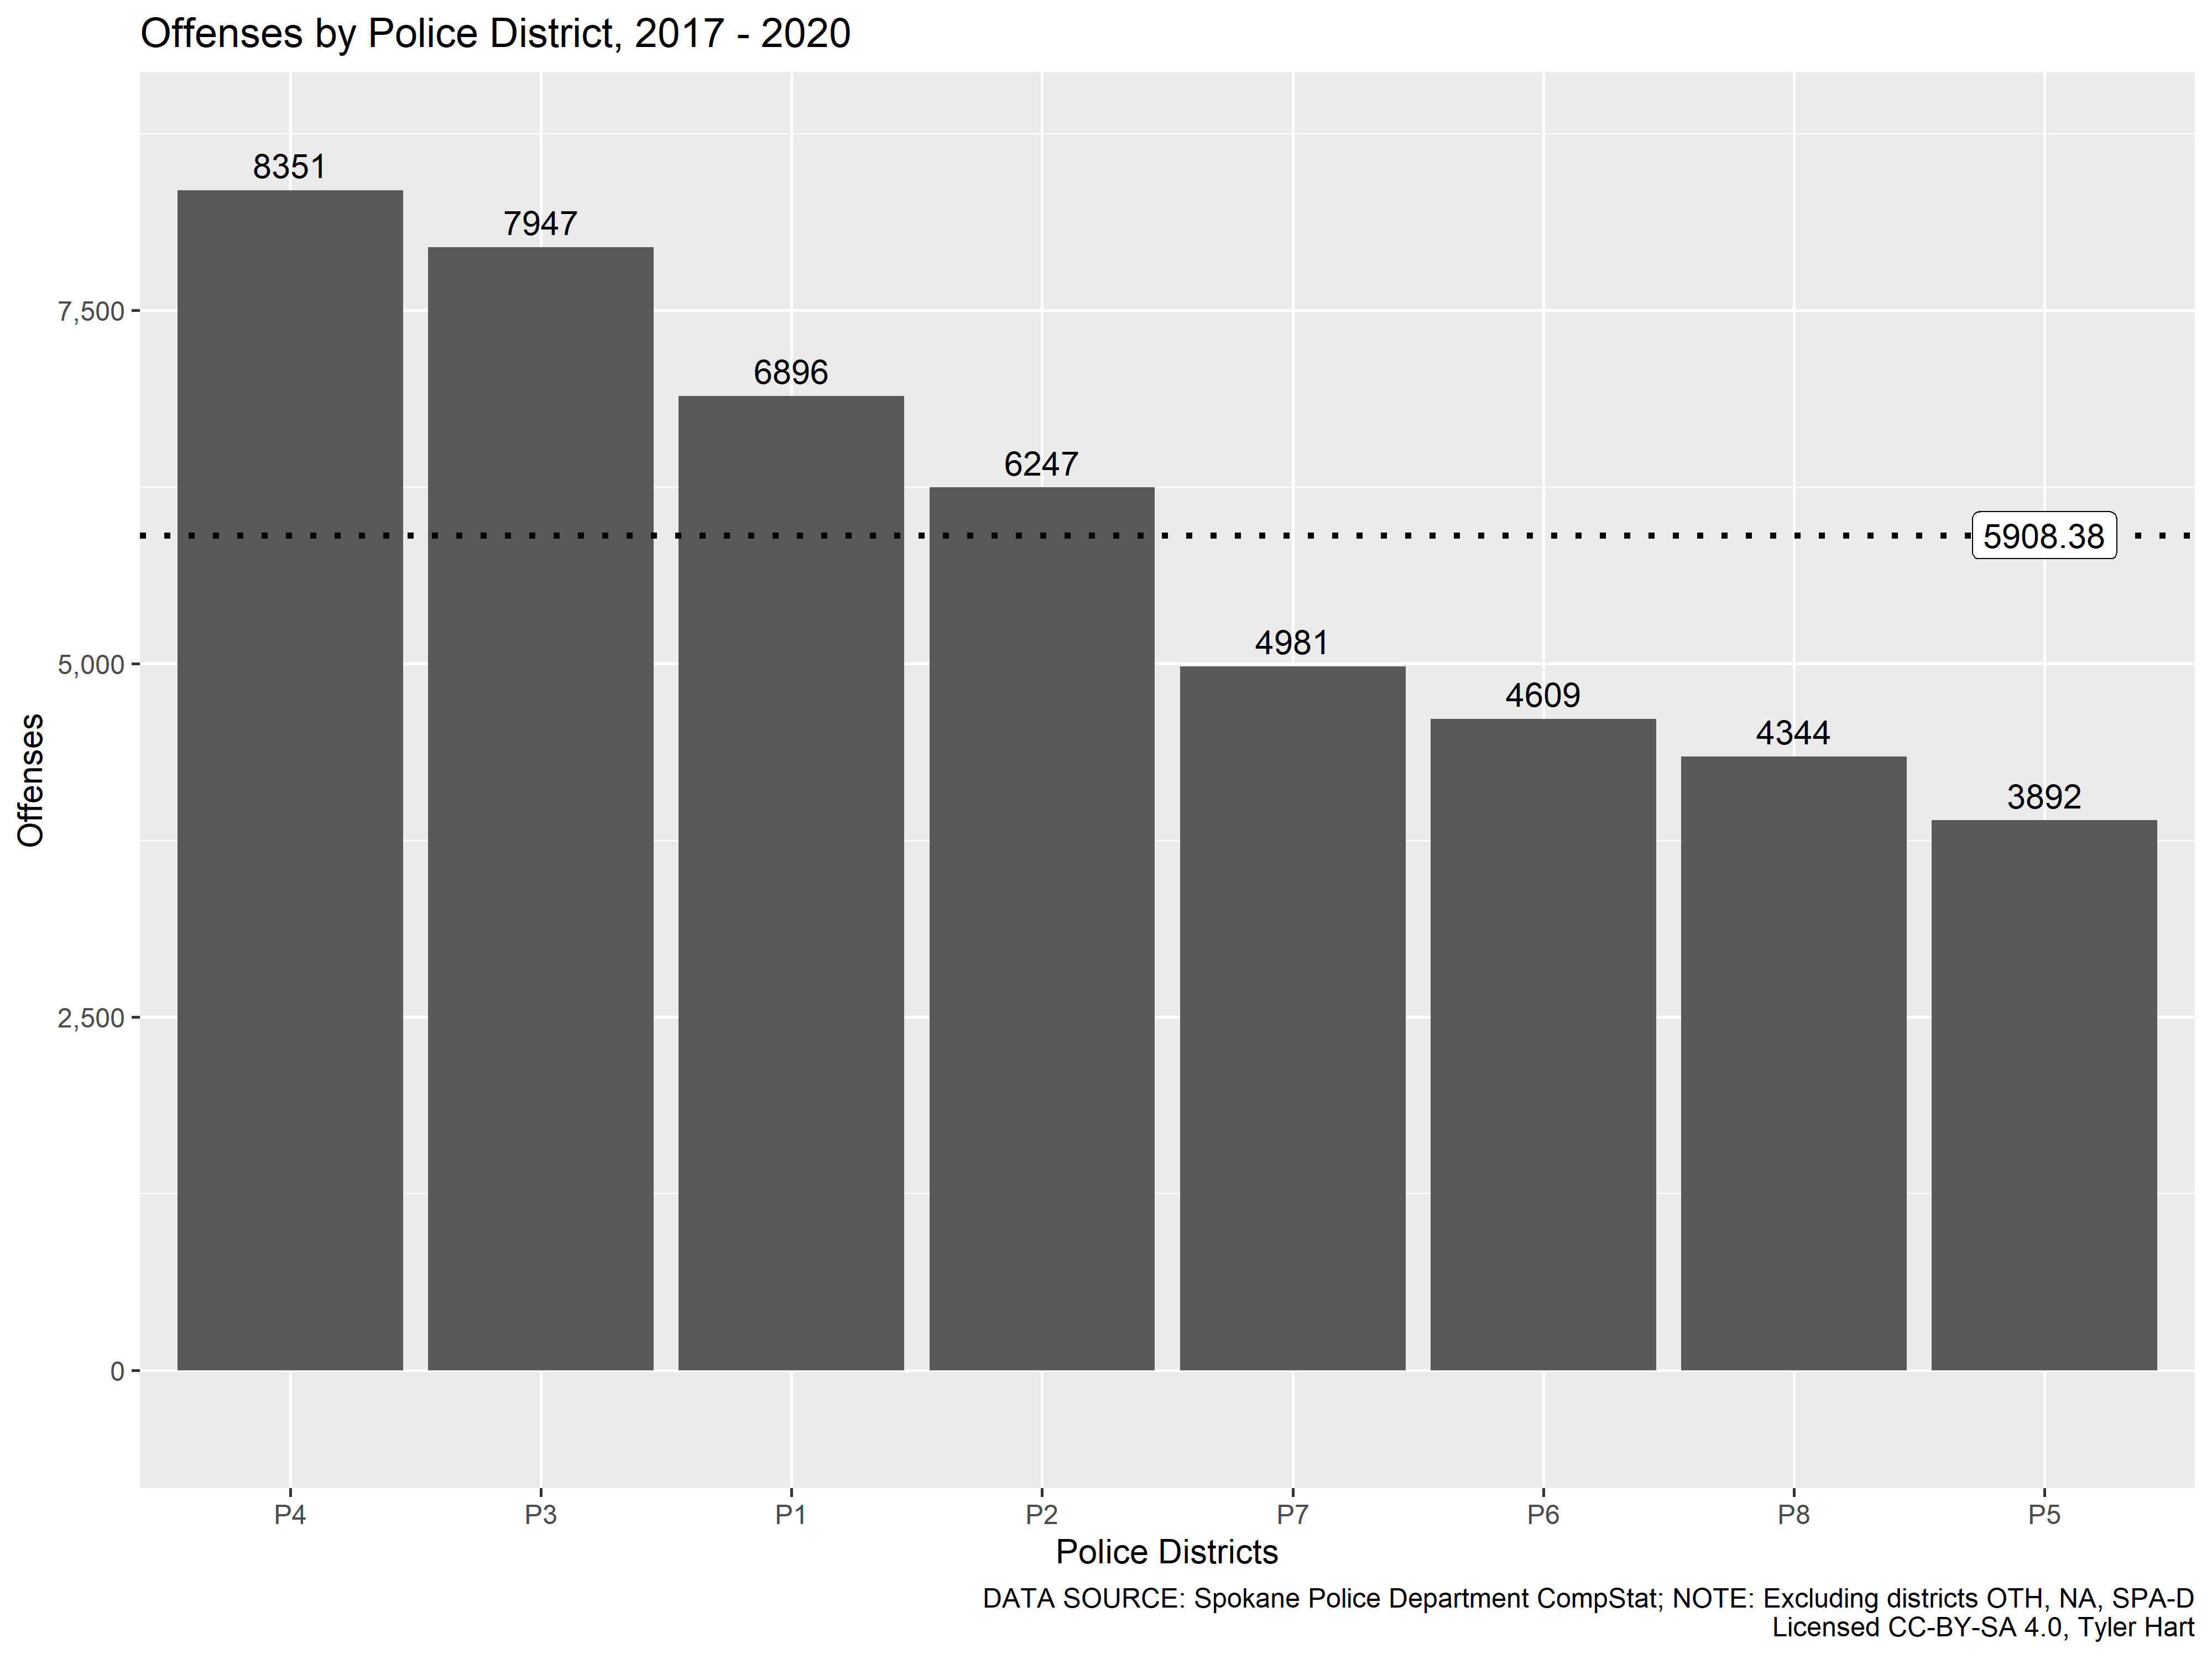 Offenses by Police District, 2017 - 2020
8351
7947
6896
6247
5908.38
4981
4609
4344
3892
7,500
5,000
2,500
0
Offenses
P4 P3 P1 P2 P7 P6 P8 P5
Police Districts
DATA SOURCE: Spokane Police Department CompStat; NOTE: Excluding districts OTH, NA, SPA-D
Licensed CC-BY-SA 4.0, Tyler Hart